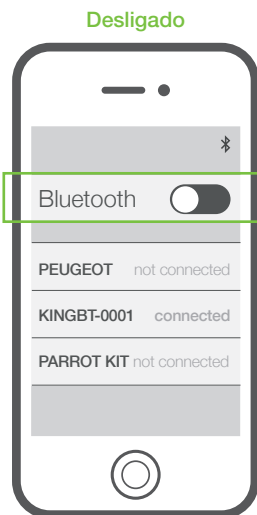 Desligado
Bluetooth
PEUGEOT not connected
KINGBT-0001 connected
PARROT KIT not connected